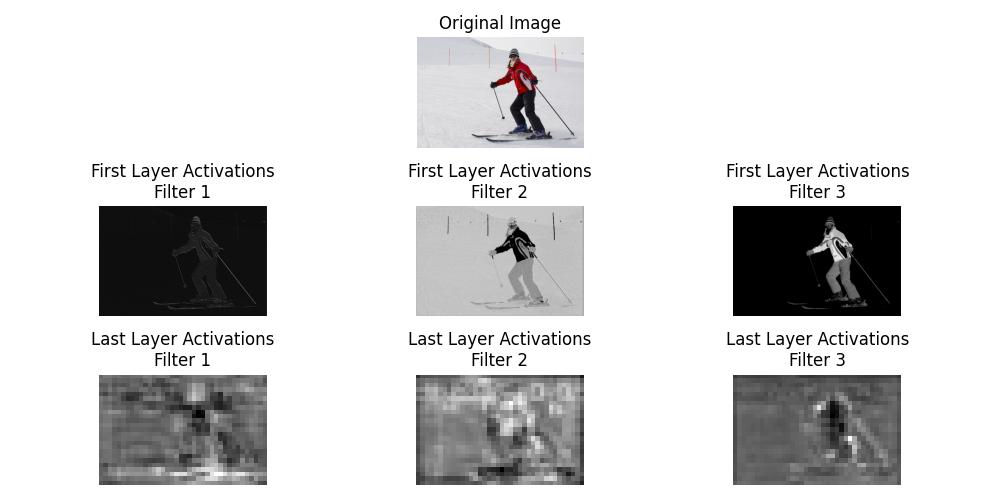 Original Image
First Layer Activations
Filter 1
First Layer Activations
Filter 2
First Layer Activations
Filter 3
Last Layer Activations
Filter 1
Last Layer Activations
Filter 2
Last Layer Activations
Filter 3